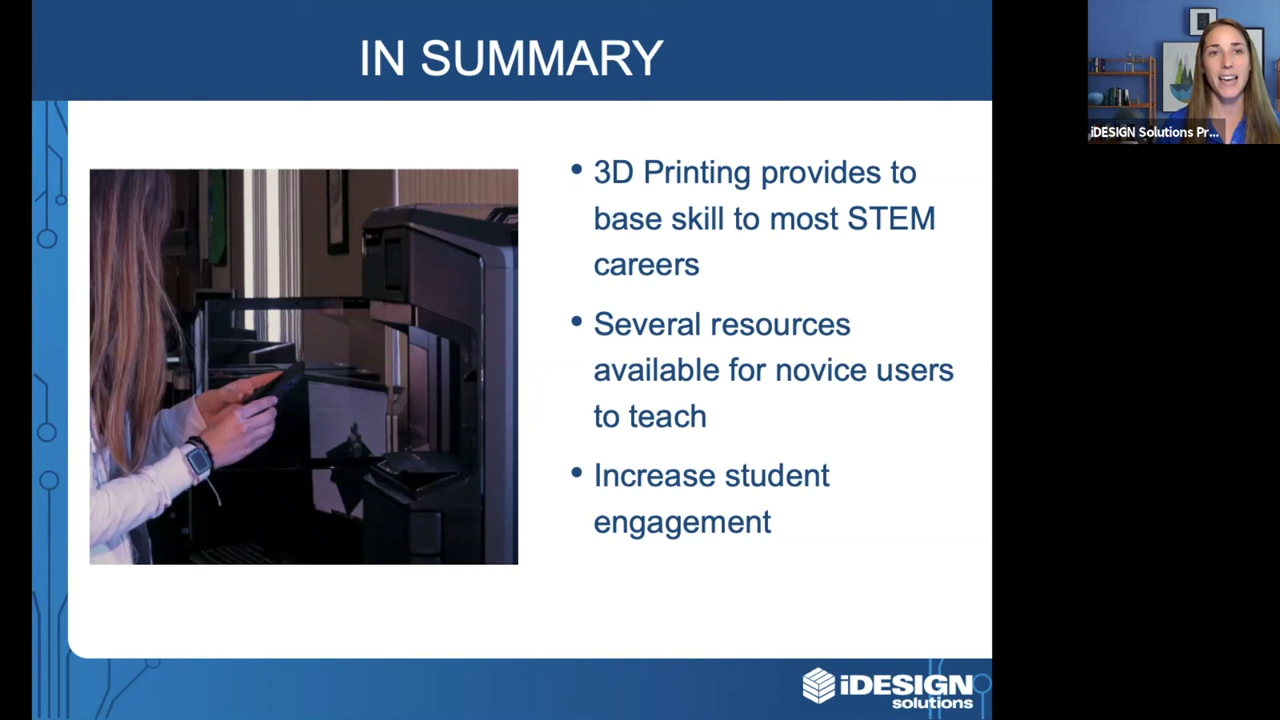 IN SUMMARY
iDESIGN Solutions Pr...
• 3D Printing provides to
base skill to most STEM
careers
• Several resources
available for novice users
to teach
• Increase student
engagement
iDESIGN
solutions